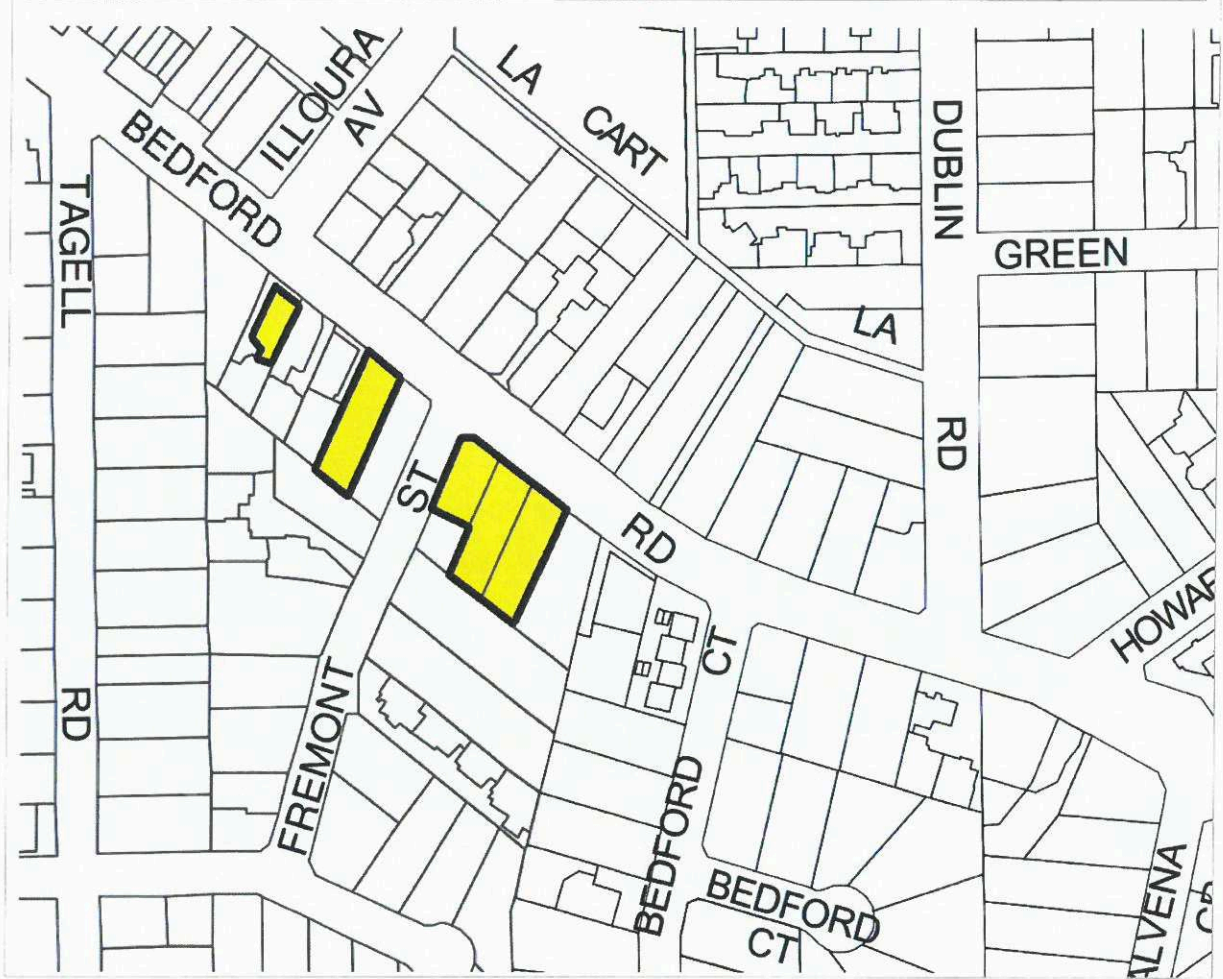 LA
CART
ILLOURA
AV
BEDFORD
DUBLIN
TAGELL
GREEN
LA
RD
ST
RD
CT
HOWAR
RD
FREMONT
BEDFORD
BEDFORD
CT
ALVENA